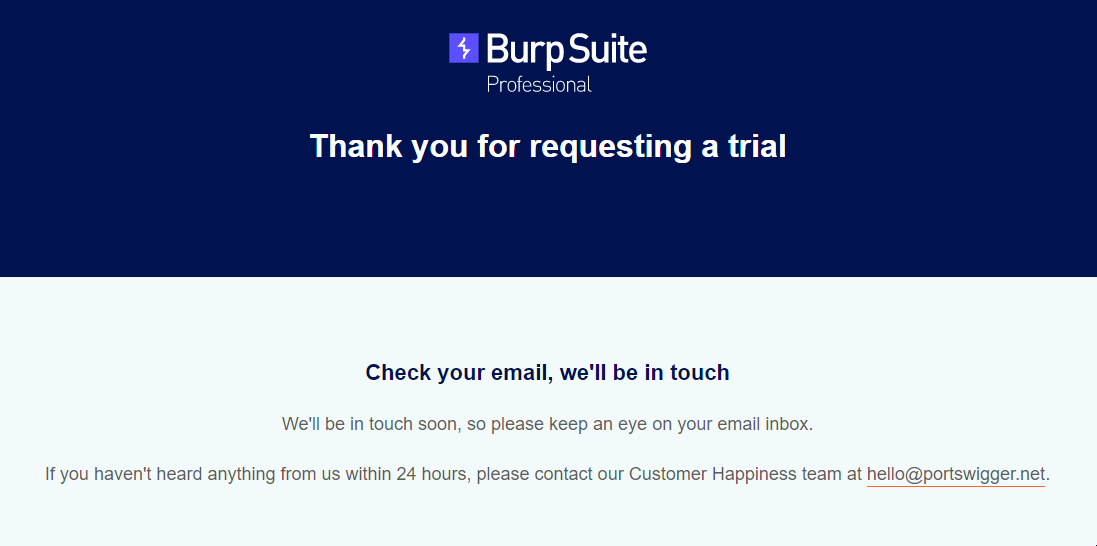 Burp Suite
Professional
Thank you for requesting a trial
Check your email, we'll be in touch
We'll be in touch soon, so please keep an eye on your email inbox.
If you haven't heard anything from us within 24 hours, please contact our Customer Happiness team at hello@portswigger.net.